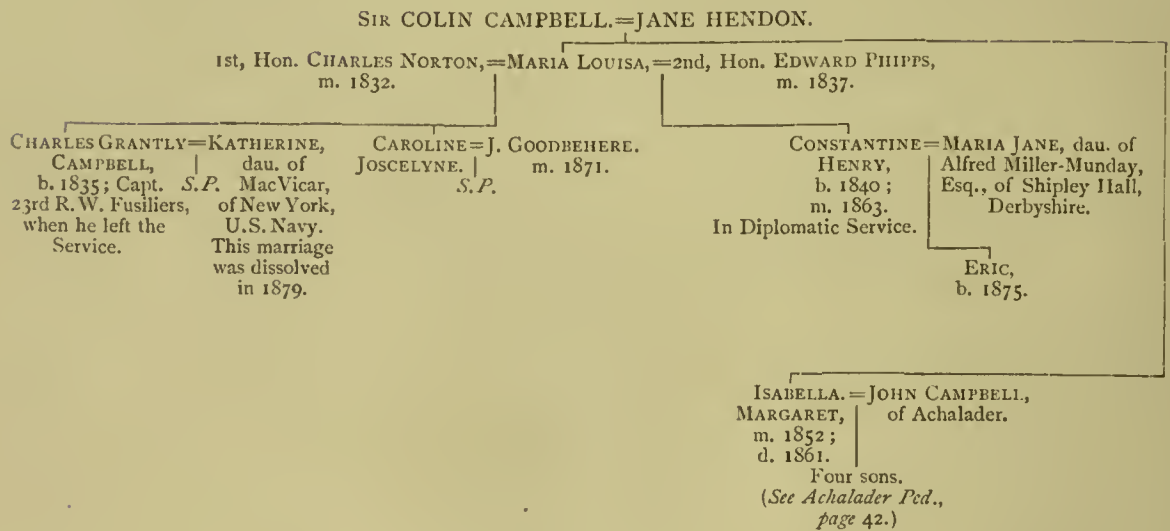 SIR COLIN CAMPBELL.=JANE HENDON.
1st, Hon. CHARLES NORTON,=MARIA LOUISA,=2nd, Hon. EDWARD PHIPPS,
m. 1832.
m. 1837.
CHARLES GRANTLY=KATHERINE,
CAMPBELL, | dau. of
b. 1835; Capt. S.P. MacVicar,
23rd R. W. Fusiliers, of New York,
when he left the U.S. Navy.
Service. This marriage
was dissolved
in 1879.
CAROLINE=J. GOODBEHERE.
JOSCELYNE. | m. 1871.
S.P.
CONSTANTINE=MARIA JANE, dau. of
HENRY, Alfred Miller-Munday,
b. 1840; Esq., of Shipley Hall,
m. 1863. Derbyshire.
In Diplomatic Service.
ERIC,
b. 1875.
ISABELLA.=JOHN CAMPBELL,
MARGARET, of Achalader.
m. 1852;
d. 1861.
Four sons.
(See Achalader Ped.,
page 42.)